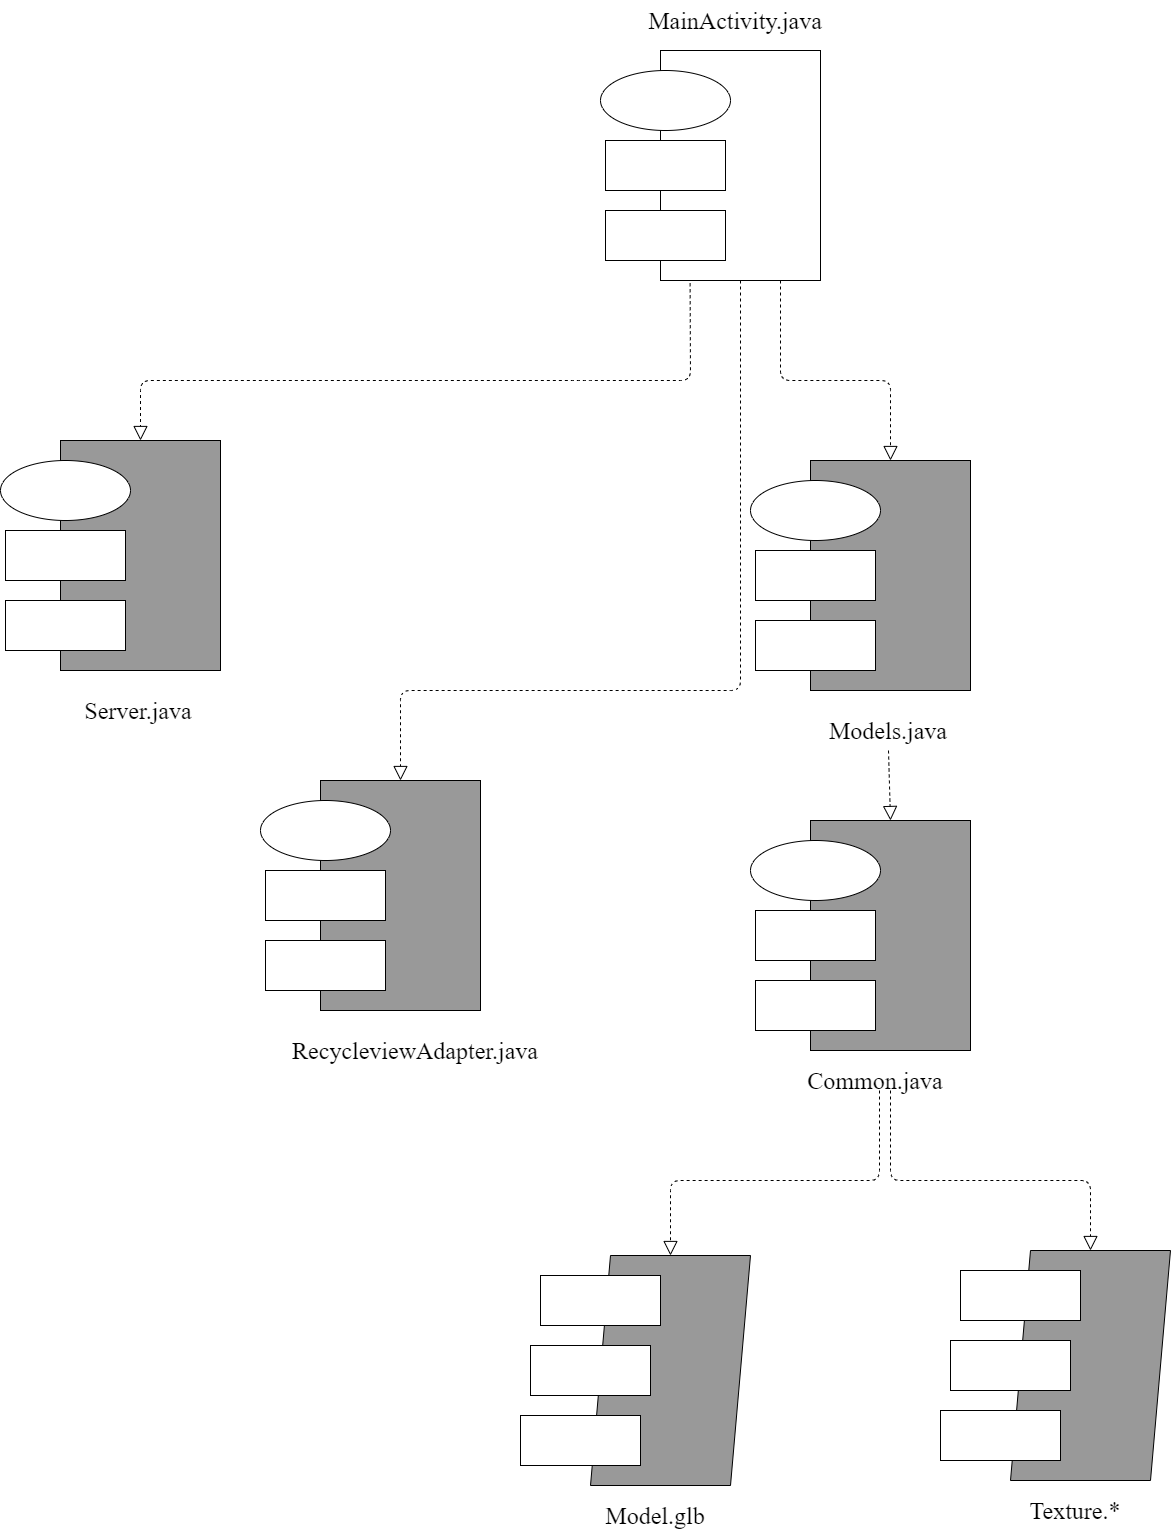 MainActivity.java
Server.java
Models.java
RecycleviewAdapter.java
Common.java
Model.glb
Texture.*